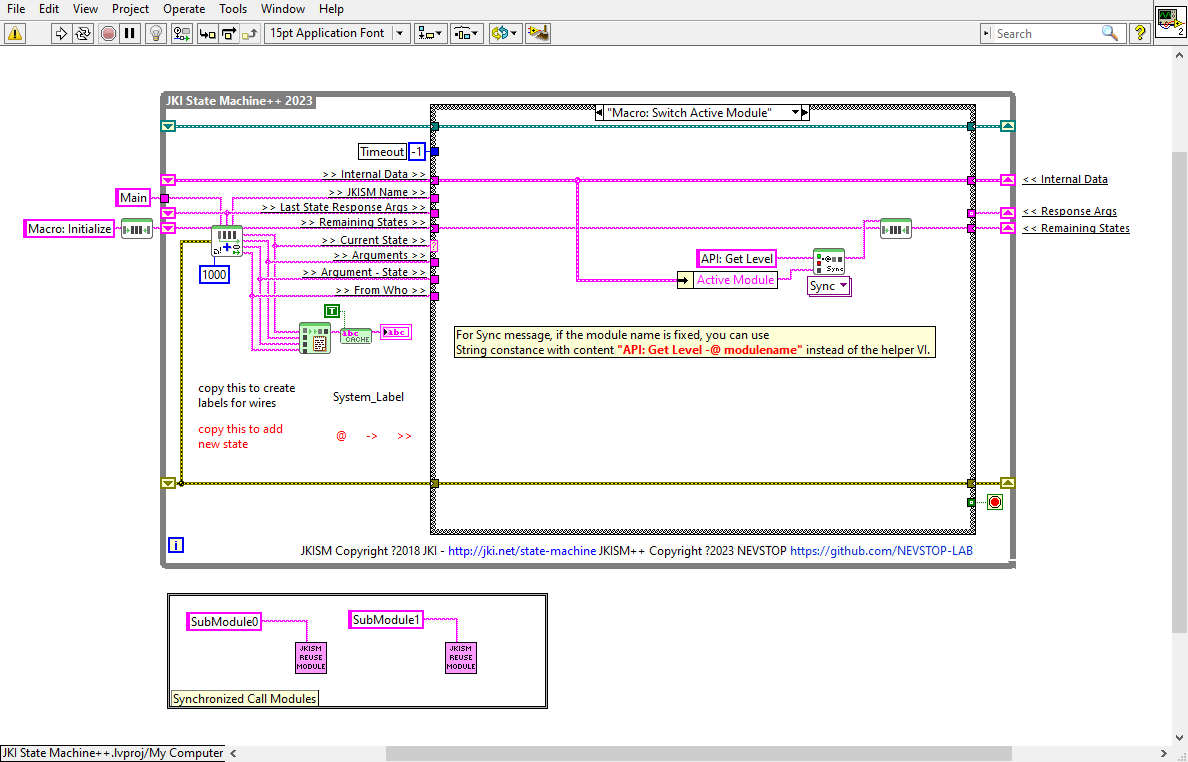 File Edit View Project Operate Tools Window Help
15pt Application Font
Search
?
2
JKI State Machine++ 2023
"Macro: Switch Active Module"
Timeout -1
>> Internal Data >>
<< Internal Data
>> JKISM Name >>
Main
>> Last State Response Args >>
<< Response Args
>> Remaining States >>
<< Remaining States
Macro: Initialize
>> Current State >>
?
>> Arguments >>
API: Get Level
1000
>> Argument - State >>
Sync
Active Module
Sync
>> From Who >>
T
abc
CACHE
abc
For Sync message, if the module name is fixed, you can use
String constance with content "API: Get Level -@ modulename" instead of the helper VI.
copy this to create
labels for wires
System_Label
copy this to add
new state
@ -> >>
i
JKISM Copyright ?2018 JKI - http://jki.net/state-machine JKISM++ Copyright ?2023 NEVSTOP https://github.com/NEVSTOP-LAB
SubModule0
SubModule1
JKISM
REUSE
MODULE
JKISM
REUSE
MODULE
Synchronized Call Modules
JKI State Machine++.lvproj/My Computer